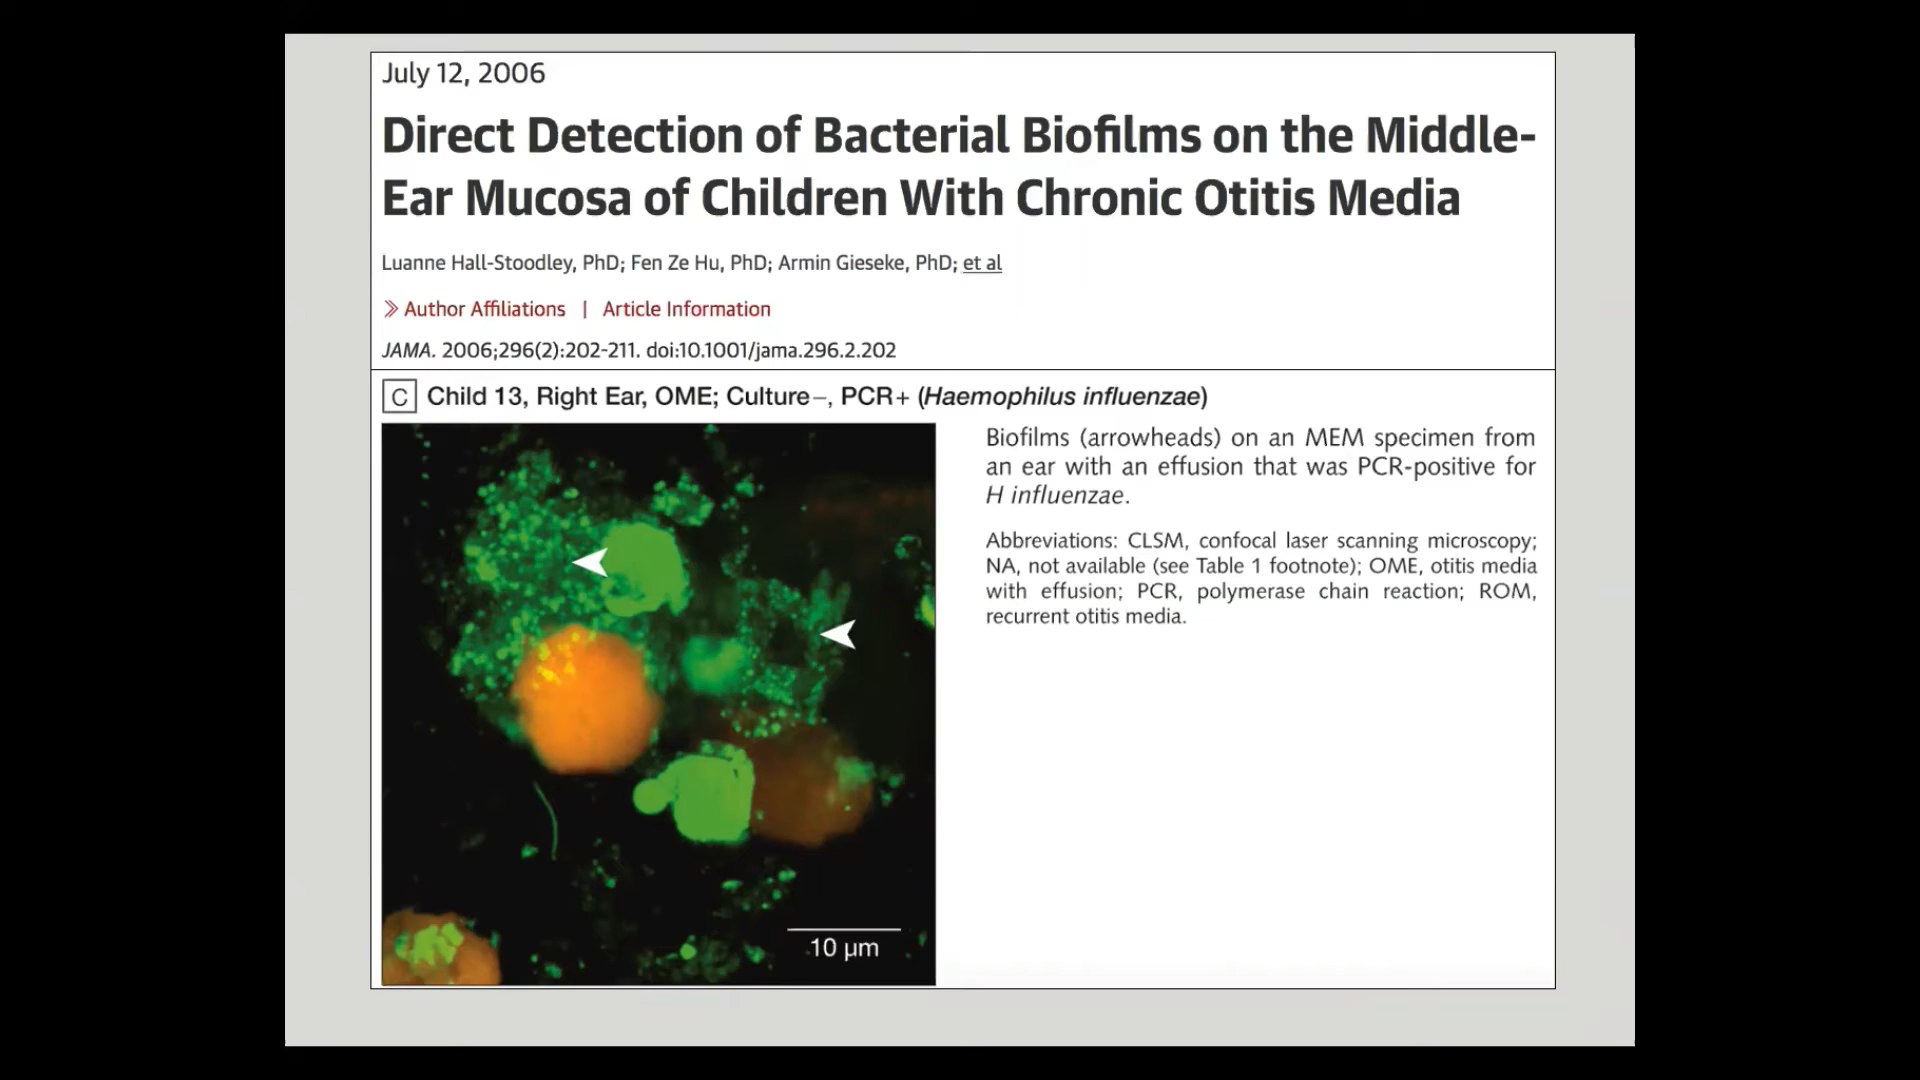 July 12, 2006
Direct Detection of Bacterial Biofilms on the Middle-
Ear Mucosa of Children With Chronic Otitis Media
Luanne Hall-Stoodley, PhD; Fen Ze Hu, PhD; Armin Gieseke, PhD; et al
≫ Author Affiliations | Article Information
JAMA. 2006;296(2):202-211. doi:10.1001/jama.296.2.202
C Child 13, Right Ear, OME; Culture−, PCR+ (Haemophilus influenzae)
Biofilms (arrowheads) on an MEM specimen from
an ear with an effusion that was PCR-positive for
H influenzae.
Abbreviations: CLSM, confocal laser scanning microscopy;
NA, not available (see Table 1 footnote); OME, otitis media
with effusion; PCR, polymerase chain reaction; ROM,
recurrent otitis media.
10 µm